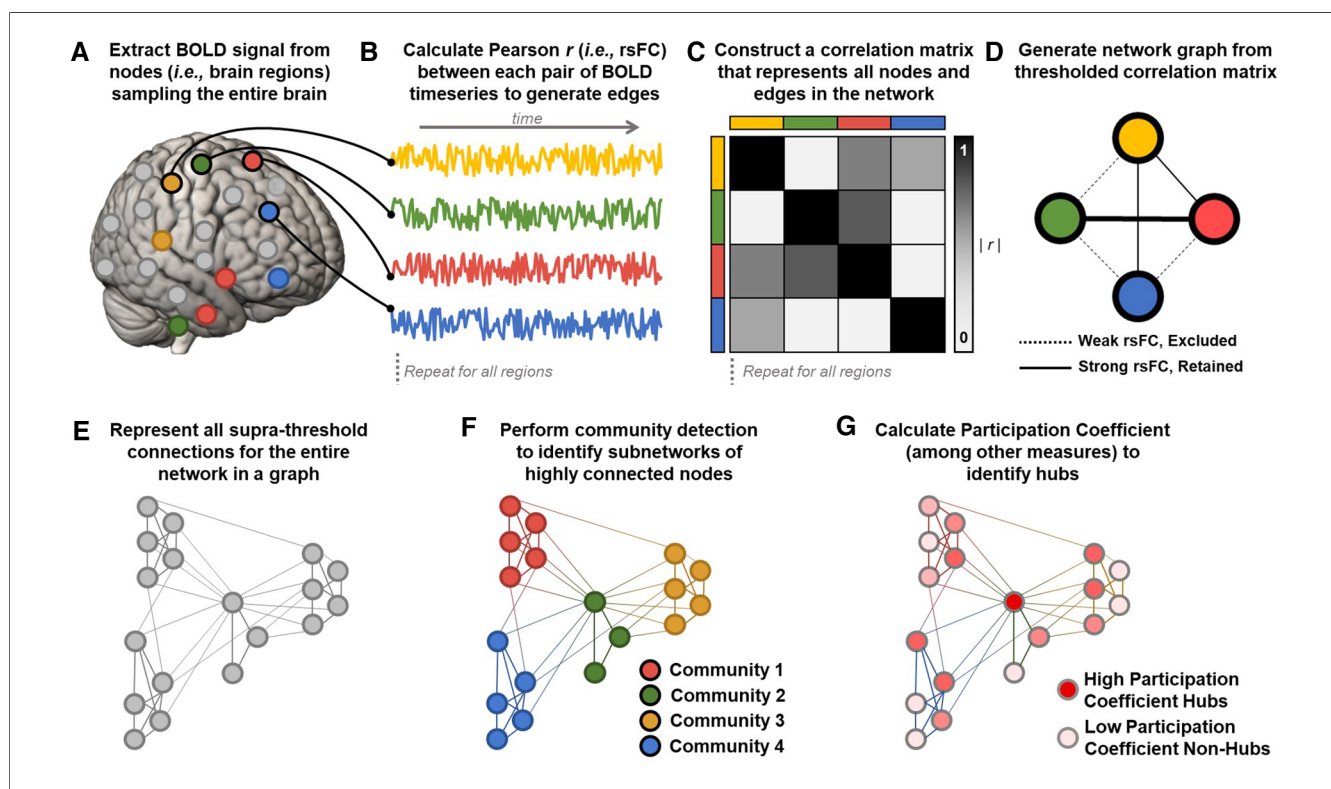 A Extract BOLD signal from
nodes (i.e., brain regions)
sampling the entire brain
B Calculate Pearson r (i.e., rsFC)
between each pair of BOLD
timeseries to generate edges
time
Repeat for all regions
C Construct a correlation matrix
that represents all nodes and
edges in the network
1
| r |
0
Repeat for all regions
D Generate network graph from
thresholded correlation matrix
Weak rsFC, Excluded
Strong rsFC, Retained
E Represent all supra-threshold
connections for the entire
network in a graph
F Perform community detection
to identify subnetworks of
highly connected nodes
Community 1
Community 2
Community 3
Community 4
G Calculate Participation Coefficient
(among other measures) to
identify hubs
High Participation
Coefficient Hubs
Low Participation
Coefficient Non-Hubs